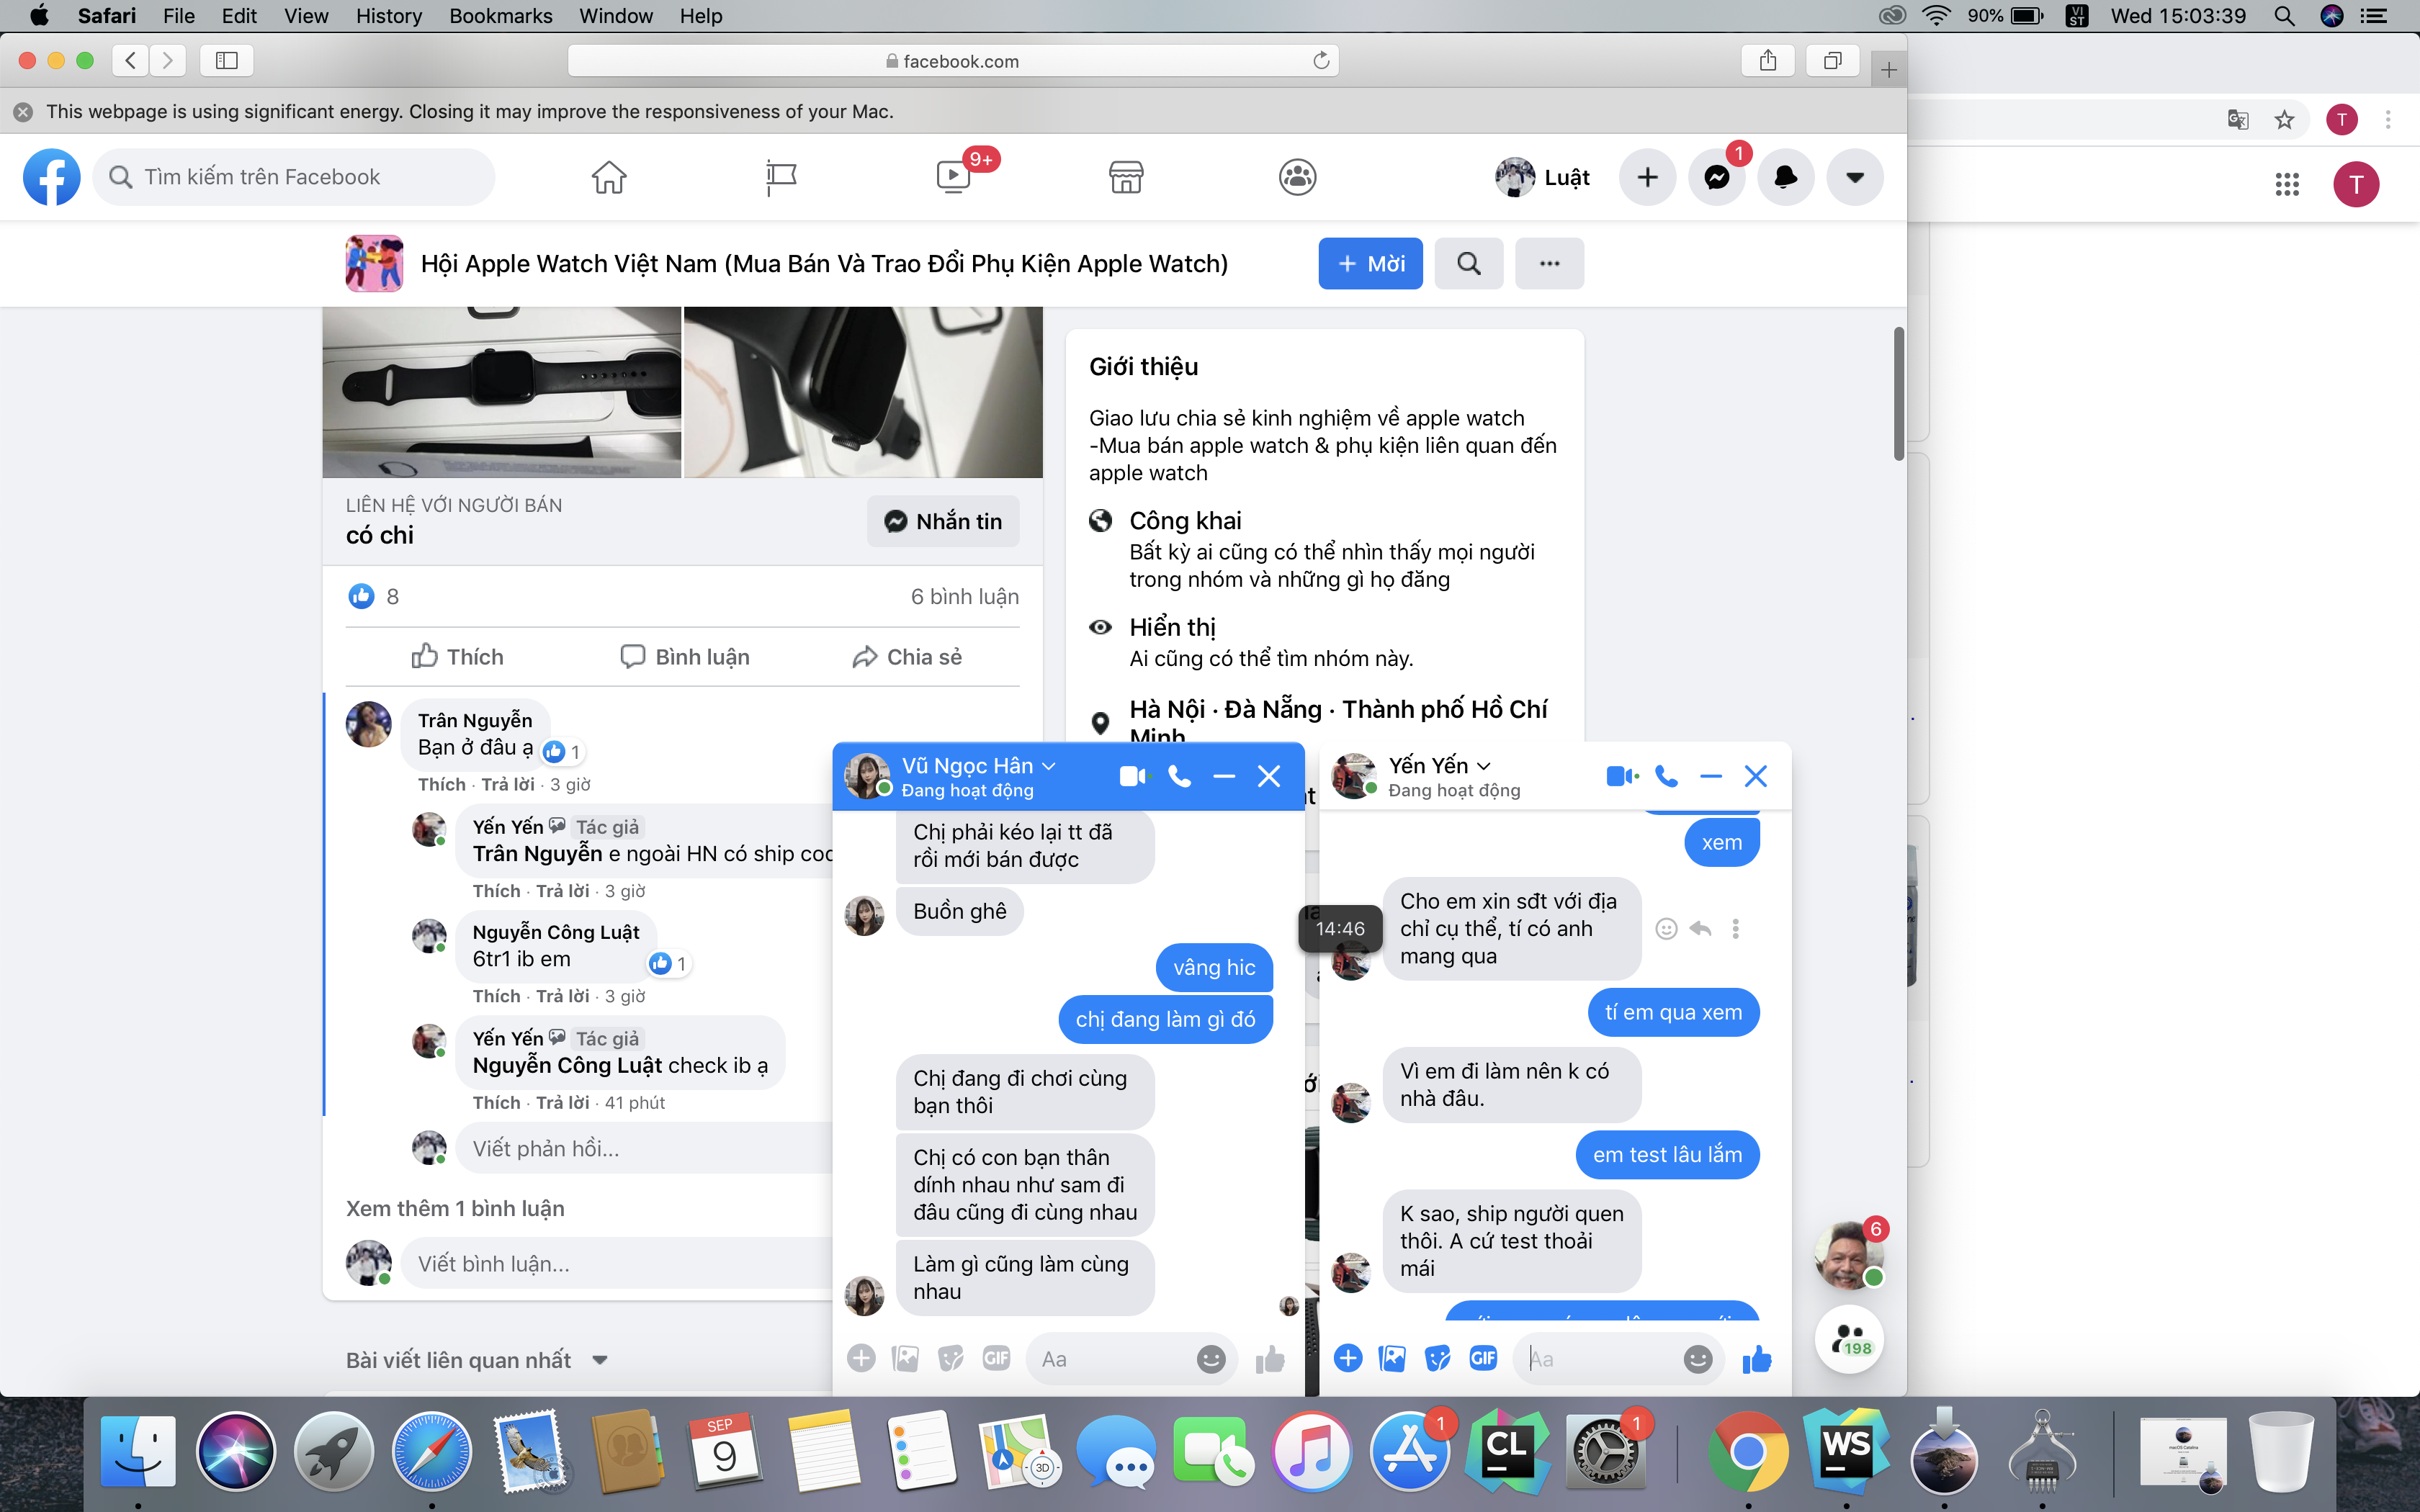 Safari File Edit View History Bookmarks Window Help
90% VI ST Wed 15:03:39
facebook.com
This webpage is using significant energy. Closing it may improve the responsiveness of your Mac.
T
Tìm kiếm trên Facebook
9+
Luật
1
T
Hội Apple Watch Việt Nam (Mua Bán Và Trao Đổi Phụ Kiện Apple Watch)
Mời
LIÊN HỆ VỚI NGƯỜI BÁN
có chi
Nhắn tin
8
6 bình luận
Thích Bình luận Chia sẻ
Trân Nguyễn
Bạn ở đâu ạ
1
Thích · Trả lời · 3 giờ
Yến Yến Tác giả
Trân Nguyễn e ngoài HN có ship cod
Thích · Trả lời · 3 giờ
Nguyễn Công Luật
6tr1 ib em
1
Thích · Trả lời · 3 giờ
Yến Yến Tác giả
Nguyễn Công Luật check ib ạ
Thích · Trả lời · 41 phút
Viết phản hồi...
Xem thêm 1 bình luận
Viết bình luận...
Bài viết liên quan nhất
Giới thiệu
Giao lưu chia sẻ kinh nghiệm về apple watch
-Mua bán apple watch & phụ kiện liên quan đến
apple watch
Công khai
Bất kỳ ai cũng có thể nhìn thấy mọi người
trong nhóm và những gì họ đăng
Hiển thị
Ai cũng có thể tìm nhóm này.
Hà Nội · Đà Nẵng · Thành phố Hồ Chí
Minh
Vũ Ngọc Hân
Đang hoạt động
Chị phải kéo lại tt đã
rồi mới bán được
Buồn ghê
vâng hic
chị đang làm gì đó
Chị đang đi chơi cùng
bạn thôi
Chị có con bạn thân
dính nhau như sam đi
đâu cũng đi cùng nhau
Làm gì cũng làm cùng
nhau
GIF
Aa
Yến Yến
Đang hoạt động
xem
14:46
Cho em xin sđt với địa
chỉ cụ thể, tí có anh
mang qua
tí em qua xem
Vì em đi làm nên k có
nhà đâu.
em test lâu lắm
K sao, ship người quen
thôi. A cứ test thoải
mái
GIF
Aa
6
198
SEP
9
3D
1
CL
1
WS
macOS Catalina